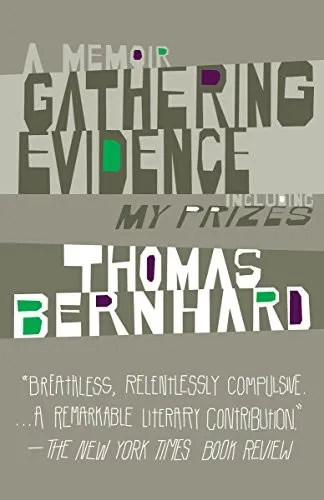 A MEMOIR
GATHERING
EVIDENCE
INCLUDING
MY PRIZES
THOMAS
BERNHARD
"BREATHLESS, RELENTLESSLY COMPULSIVE.
...A REMARKABLE LITERARY CONTRIBUTION."
—THE NEW YORK TIMES BOOK REVIEW